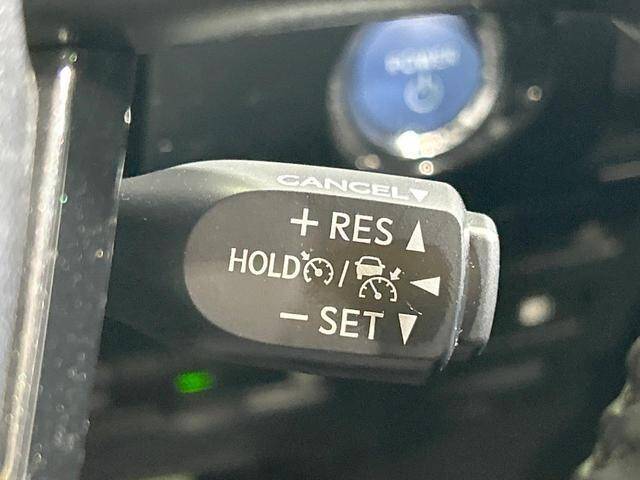 POWER
CANCEL▼
+ RES ▲
HOLD / ◀
− SET ▼